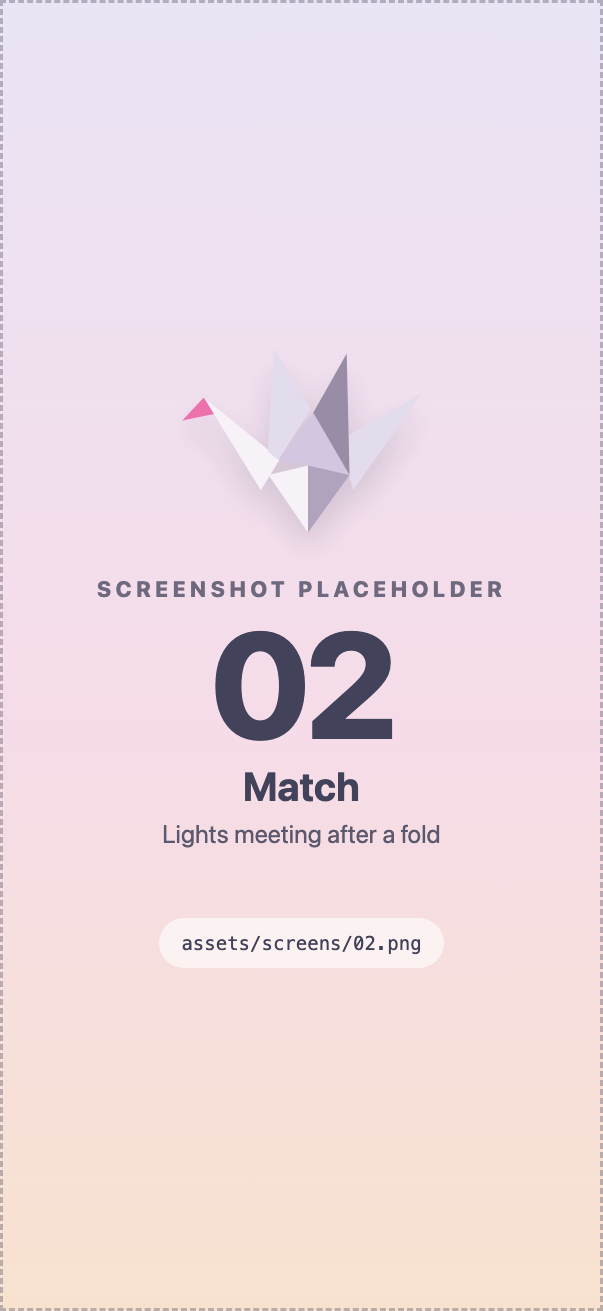 SCREENSHOT PLACEHOLDER
02
Match
Lights meeting after a fold
assets/screens/02.png